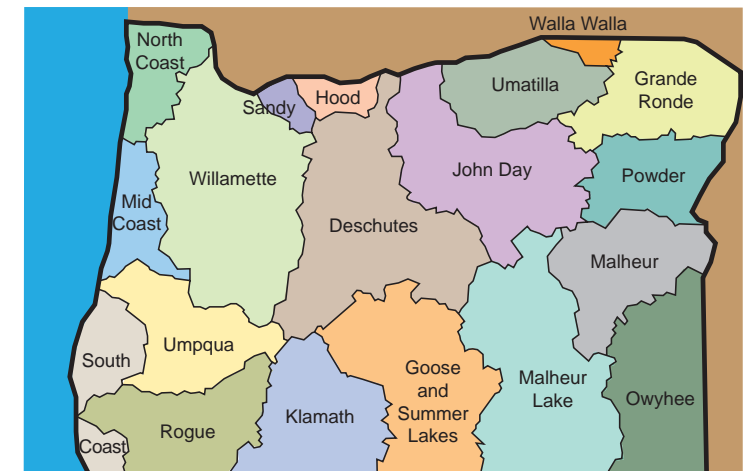 Walla Walla
North
Coast
Umatilla
Grande
Ronde
Hood
Sandy
John Day
Powder
Willamette
Mid
Coast
Deschutes
Malheur
Umpqua
South
Goose
and
Summer
Lakes
Malheur
Lake
Owyhee
Klamath
Rogue
Coast